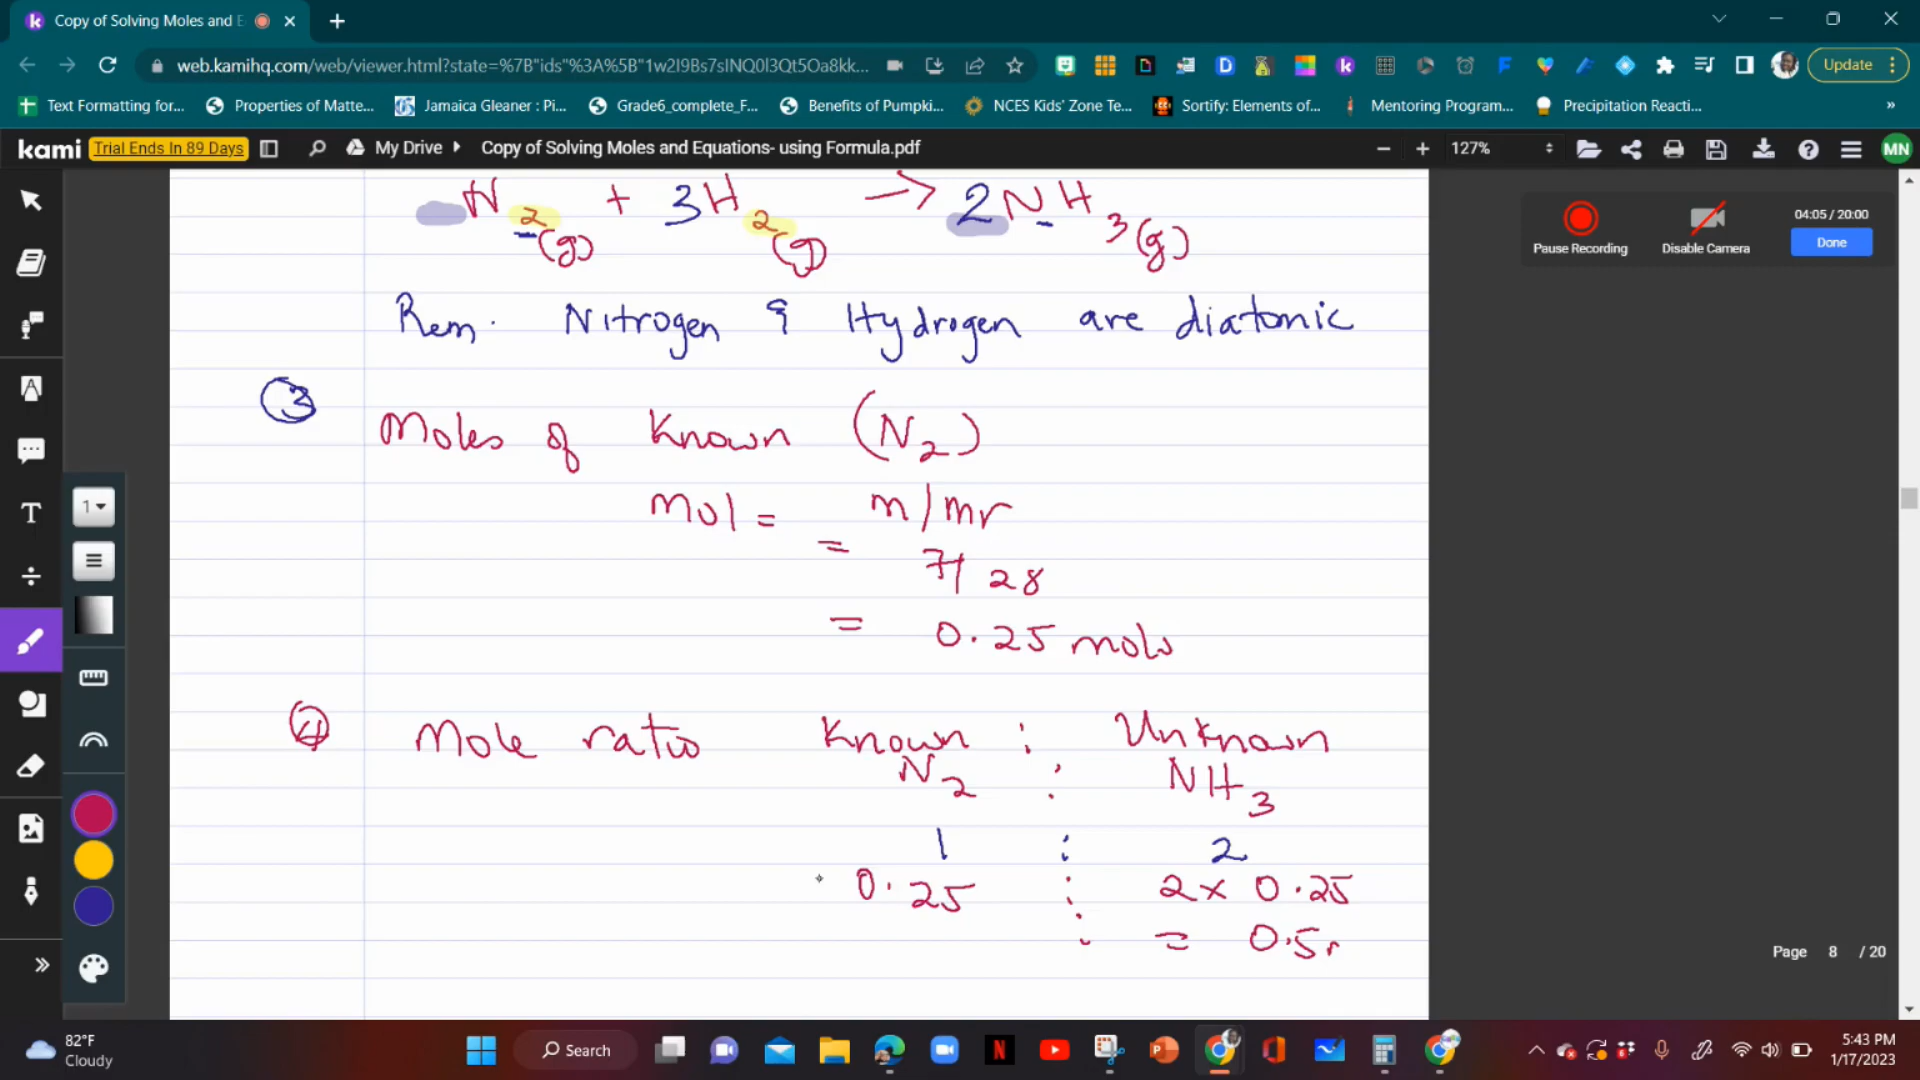 Copy of Solving Moles and E
web.kamihq.com/web/viewer.html?state=%7B"ids"%3A%5B"1w2I9Bs7sINQ0l3Qt5Oa8kk...
Update
Text Formatting for...
Properties of Matte...
Jamaica Gleaner : Pi...
Grade6_complete_F...
Benefits of Pumpki...
NCES Kids' Zone Te...
Sortify: Elements of...
Mentoring Program...
Precipitation Reacti...
»
kami Trial Ends In 89 Days
My Drive
Copy of Solving Moles and Equations- using Formula.pdf
127%
MN
04:05 / 20:00
Pause Recording
Disable Camera
Done
N2(g) + 3H2(g) → 2NH3(g)
Rem. Nitrogen & Hydrogen are diatomic
③ Moles of Known (N2)
Mol = m/mr
= 7/28
= 0.25 mols
④ Mole ratio Known : Unknown
N2 : NH3
1 : 2
0.25 : 2 x 0.25
: = 0.5
1
T
Page 8 / 20
82°F
Cloudy
Search
5:43 PM
1/17/2023